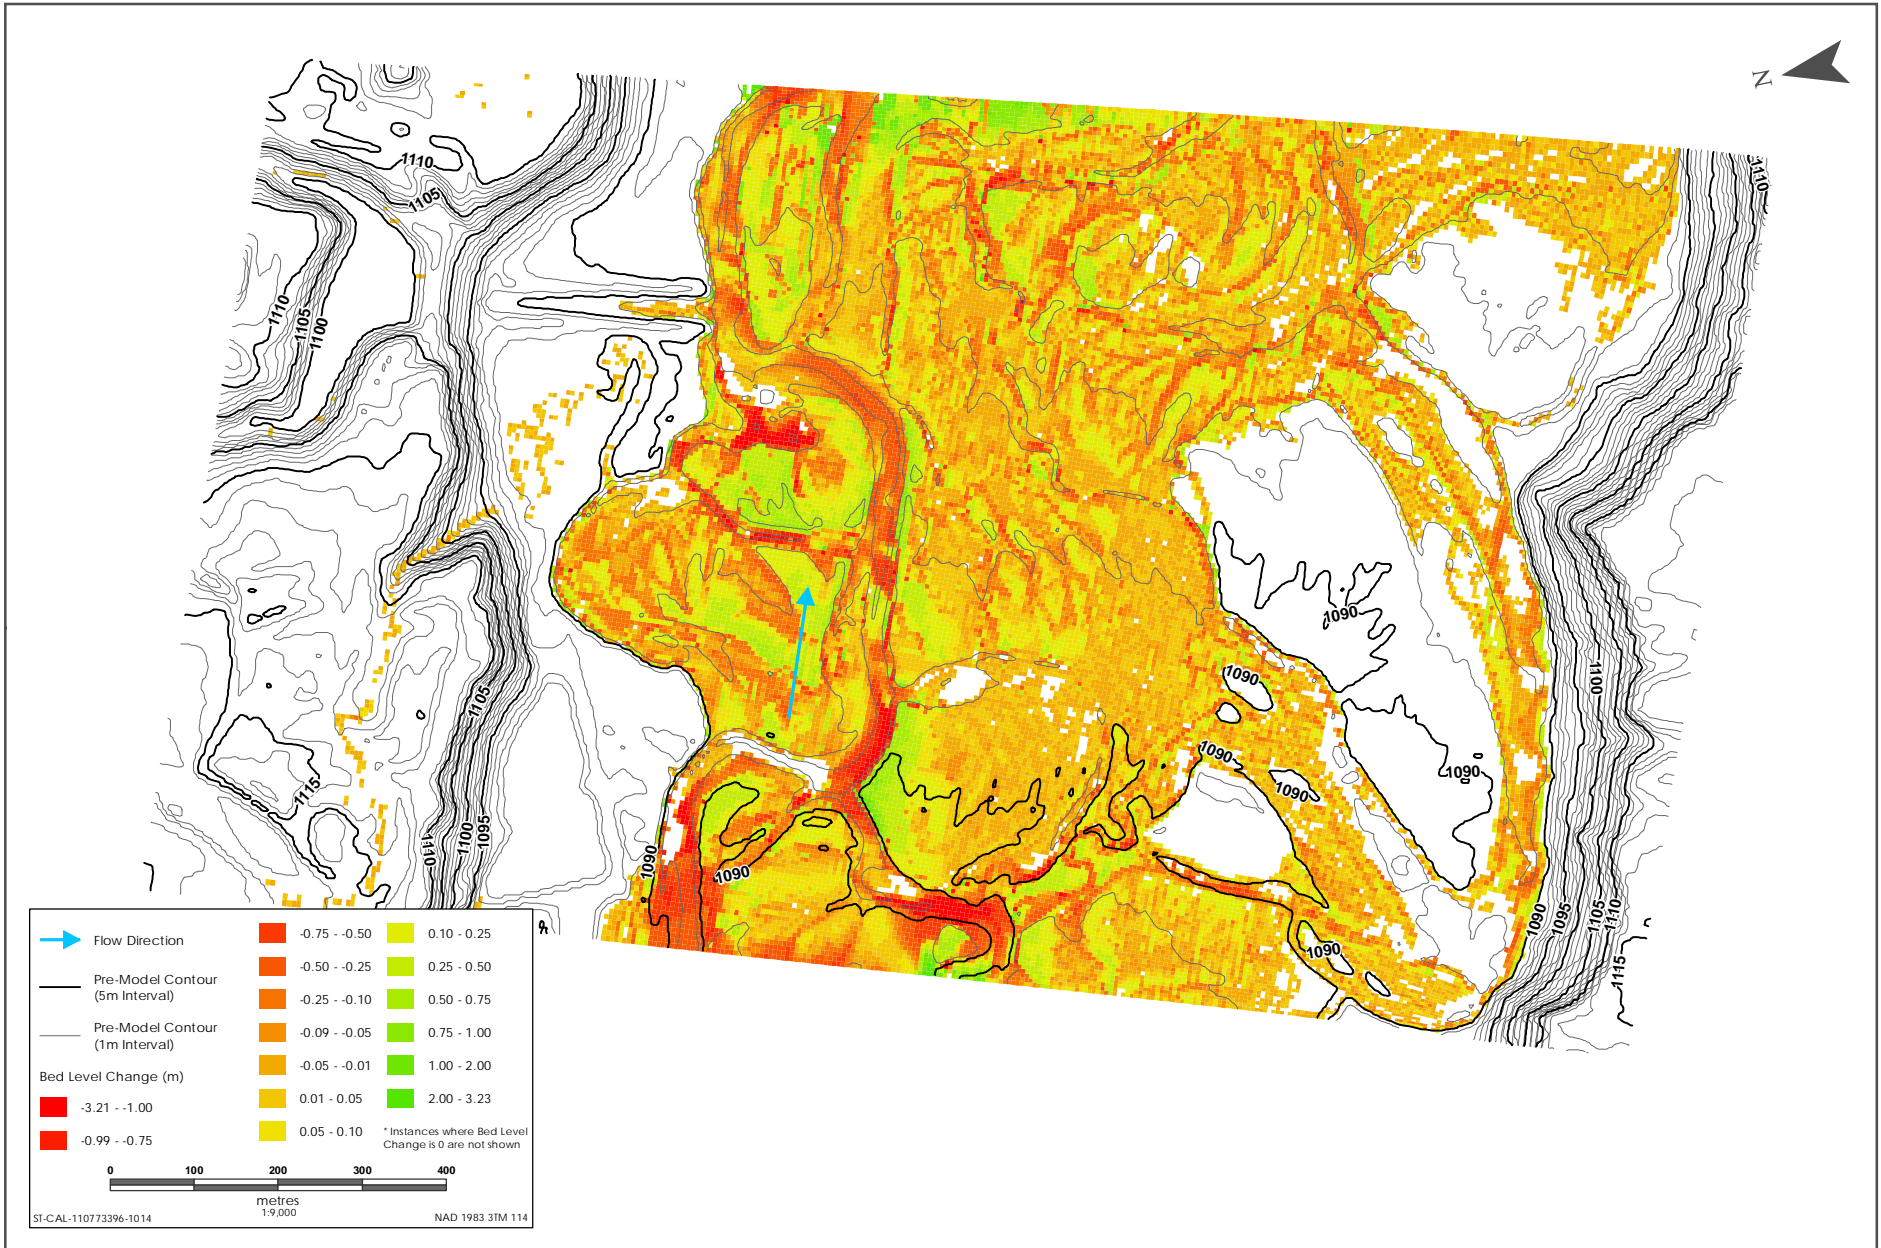 N
1110
1105
1110
1105
1100
1110
1115
1105
1110
1100
1095
1090
1090
1090
1090
1090
1090
1090
1090
1100
1090
1095
1105
1110
1115
Flow Direction
Pre-Model Contour
(5m Interval)
Pre-Model Contour
(1m Interval)
Bed Level Change (m)
-3.21 - -1.00
-0.99 - -0.75
-0.75 - -0.50
-0.50 - -0.25
-0.25 - -0.10
-0.09 - -0.05
-0.05 - -0.01
0.01 - 0.05
0.05 - 0.10
0.10 - 0.25
0.25 - 0.50
0.50 - 0.75
0.75 - 1.00
1.00 - 2.00
2.00 - 3.23
* Instances where Bed Level
Change is 0 are not shown
0 100 200 300 400
metres
1:9,000
ST-CAL-110773396-1014
NAD 1983 3TM 114